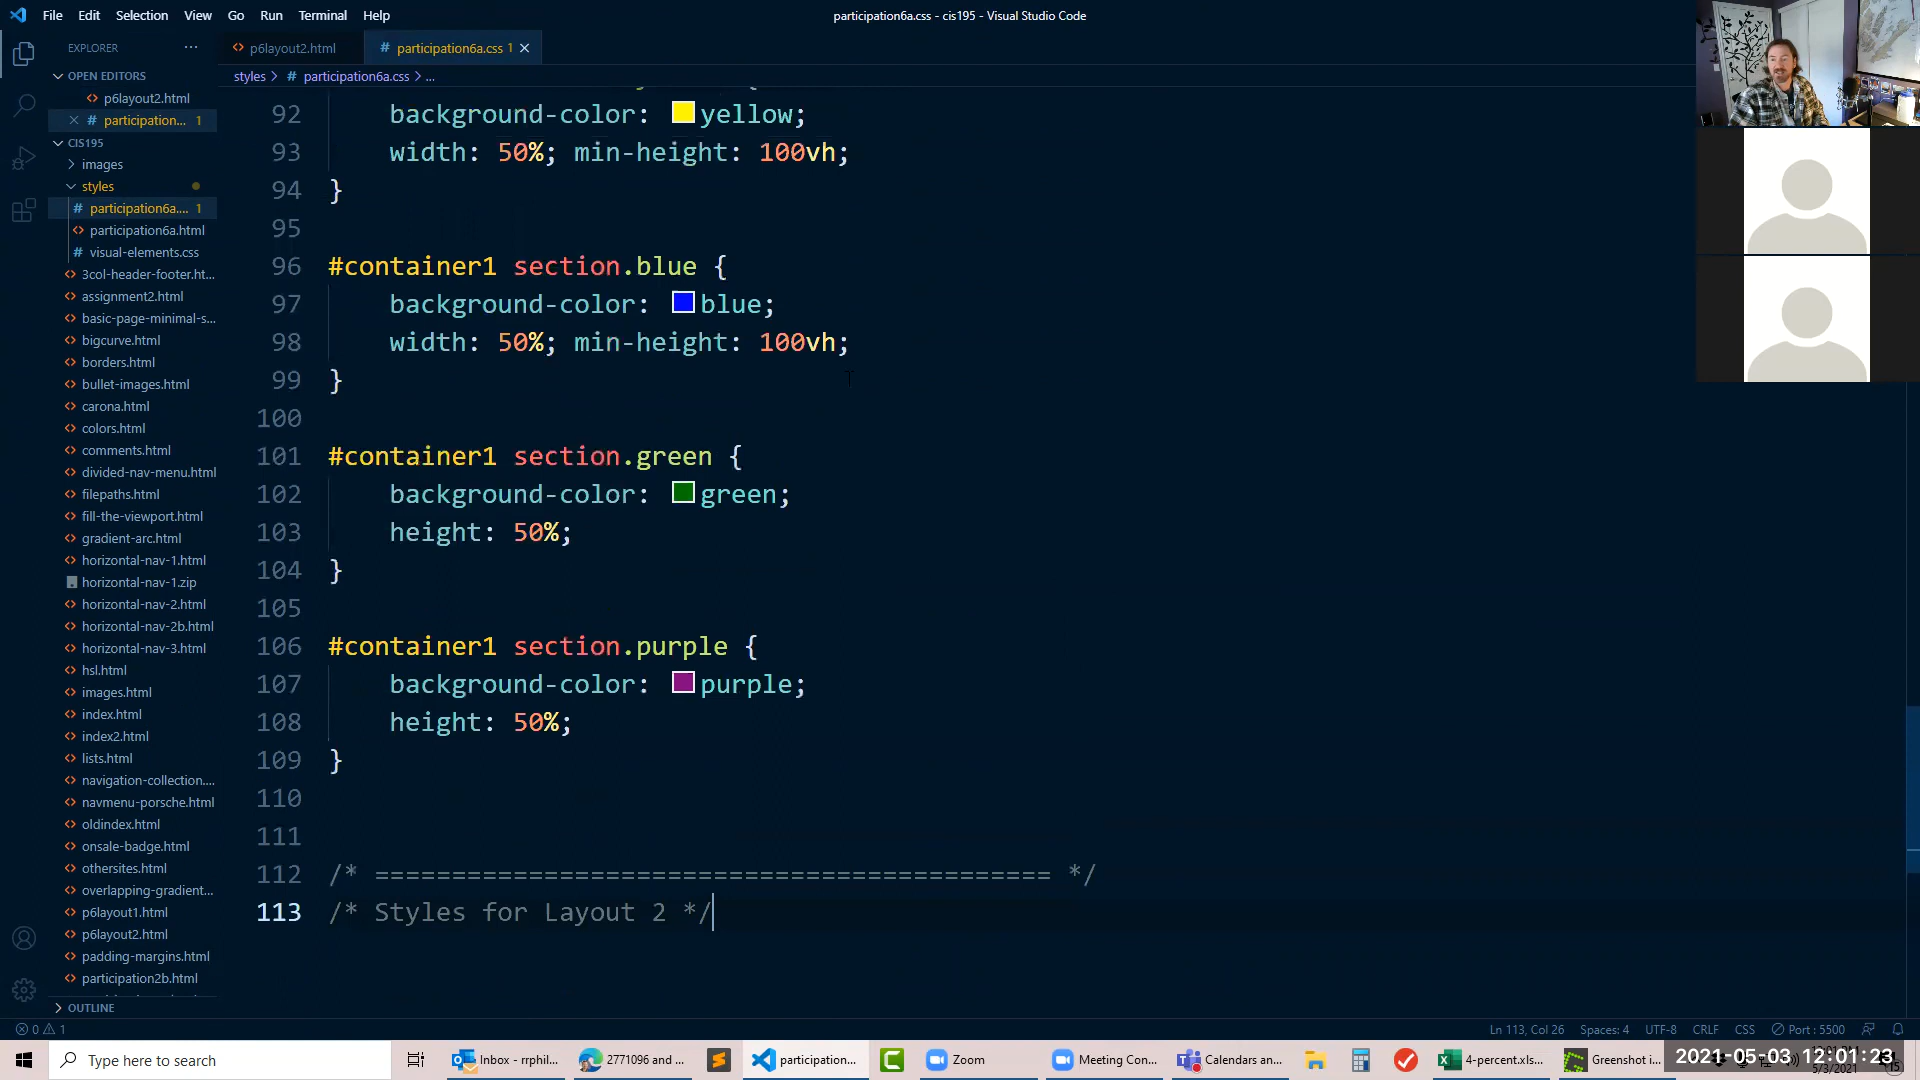 File Edit Selection View Go Run Terminal Help
participation6a.css - cis195 - Visual Studio Code
EXPLORER ...
OPEN EDITORS
p6layout2.html
participation... 1
CIS195
images
styles
participation6a.... 1
participation6a.html
visual-elements.css
3col-header-footer.ht...
assignment2.html
basic-page-minimal-s...
bigcurve.html
borders.html
bullet-images.html
carona.html
colors.html
comments.html
divided-nav-menu.html
filepaths.html
fill-the-viewport.html
gradient-arc.html
horizontal-nav-1.html
horizontal-nav-1.zip
horizontal-nav-2.html
horizontal-nav-2b.html
horizontal-nav-3.html
hsl.html
images.html
index.html
index2.html
lists.html
navigation-collection....
navmenu-porsche.html
oldindex.html
onsale-badge.html
othersites.html
overlapping-gradient...
p6layout1.html
p6layout2.html
padding-margins.html
participation2b.html
OUTLINE
p6layout2.html
participation6a.css 1
styles > # participation6a.css > ...
92 background-color: yellow;
93 width: 50%; min-height: 100vh;
94 }
95
96 #container1 section.blue {
97 background-color: blue;
98 width: 50%; min-height: 100vh;
99 }
100
101 #container1 section.green {
102 background-color: green;
103 height: 50%;
104 }
105
106 #container1 section.purple {
107 background-color: purple;
108 height: 50%;
109 }
110
111
112 /* ============================================ */
113 /* Styles for Layout 2 */
0 1
Ln 113, Col 26 Spaces: 4 UTF-8 CRLF CSS Port : 5500
Type here to search
Inbox - rrphil...
2771096 and ...
participation...
Zoom
Meeting Con...
Calendars an...
4-percent.xls...
Greenshot i...
2021-05-03 12:01:23
5/3/2021